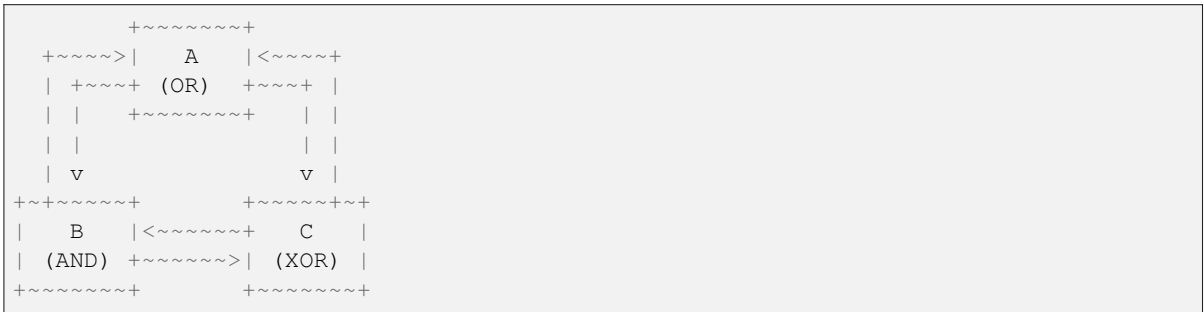 +~~~~~~~+
+~~~~>| A |<~~~~+
| +~~~+ (OR) +~~~+ |
| | +~~~~~~~+ | |
| | | |
| v v |
+~+~~~~~+ +~~~~~+~+
| B |<~~~~~~+ C |
| (AND) +~~~~~~>| (XOR) |
+~~~~~~~+ +~~~~~~~+